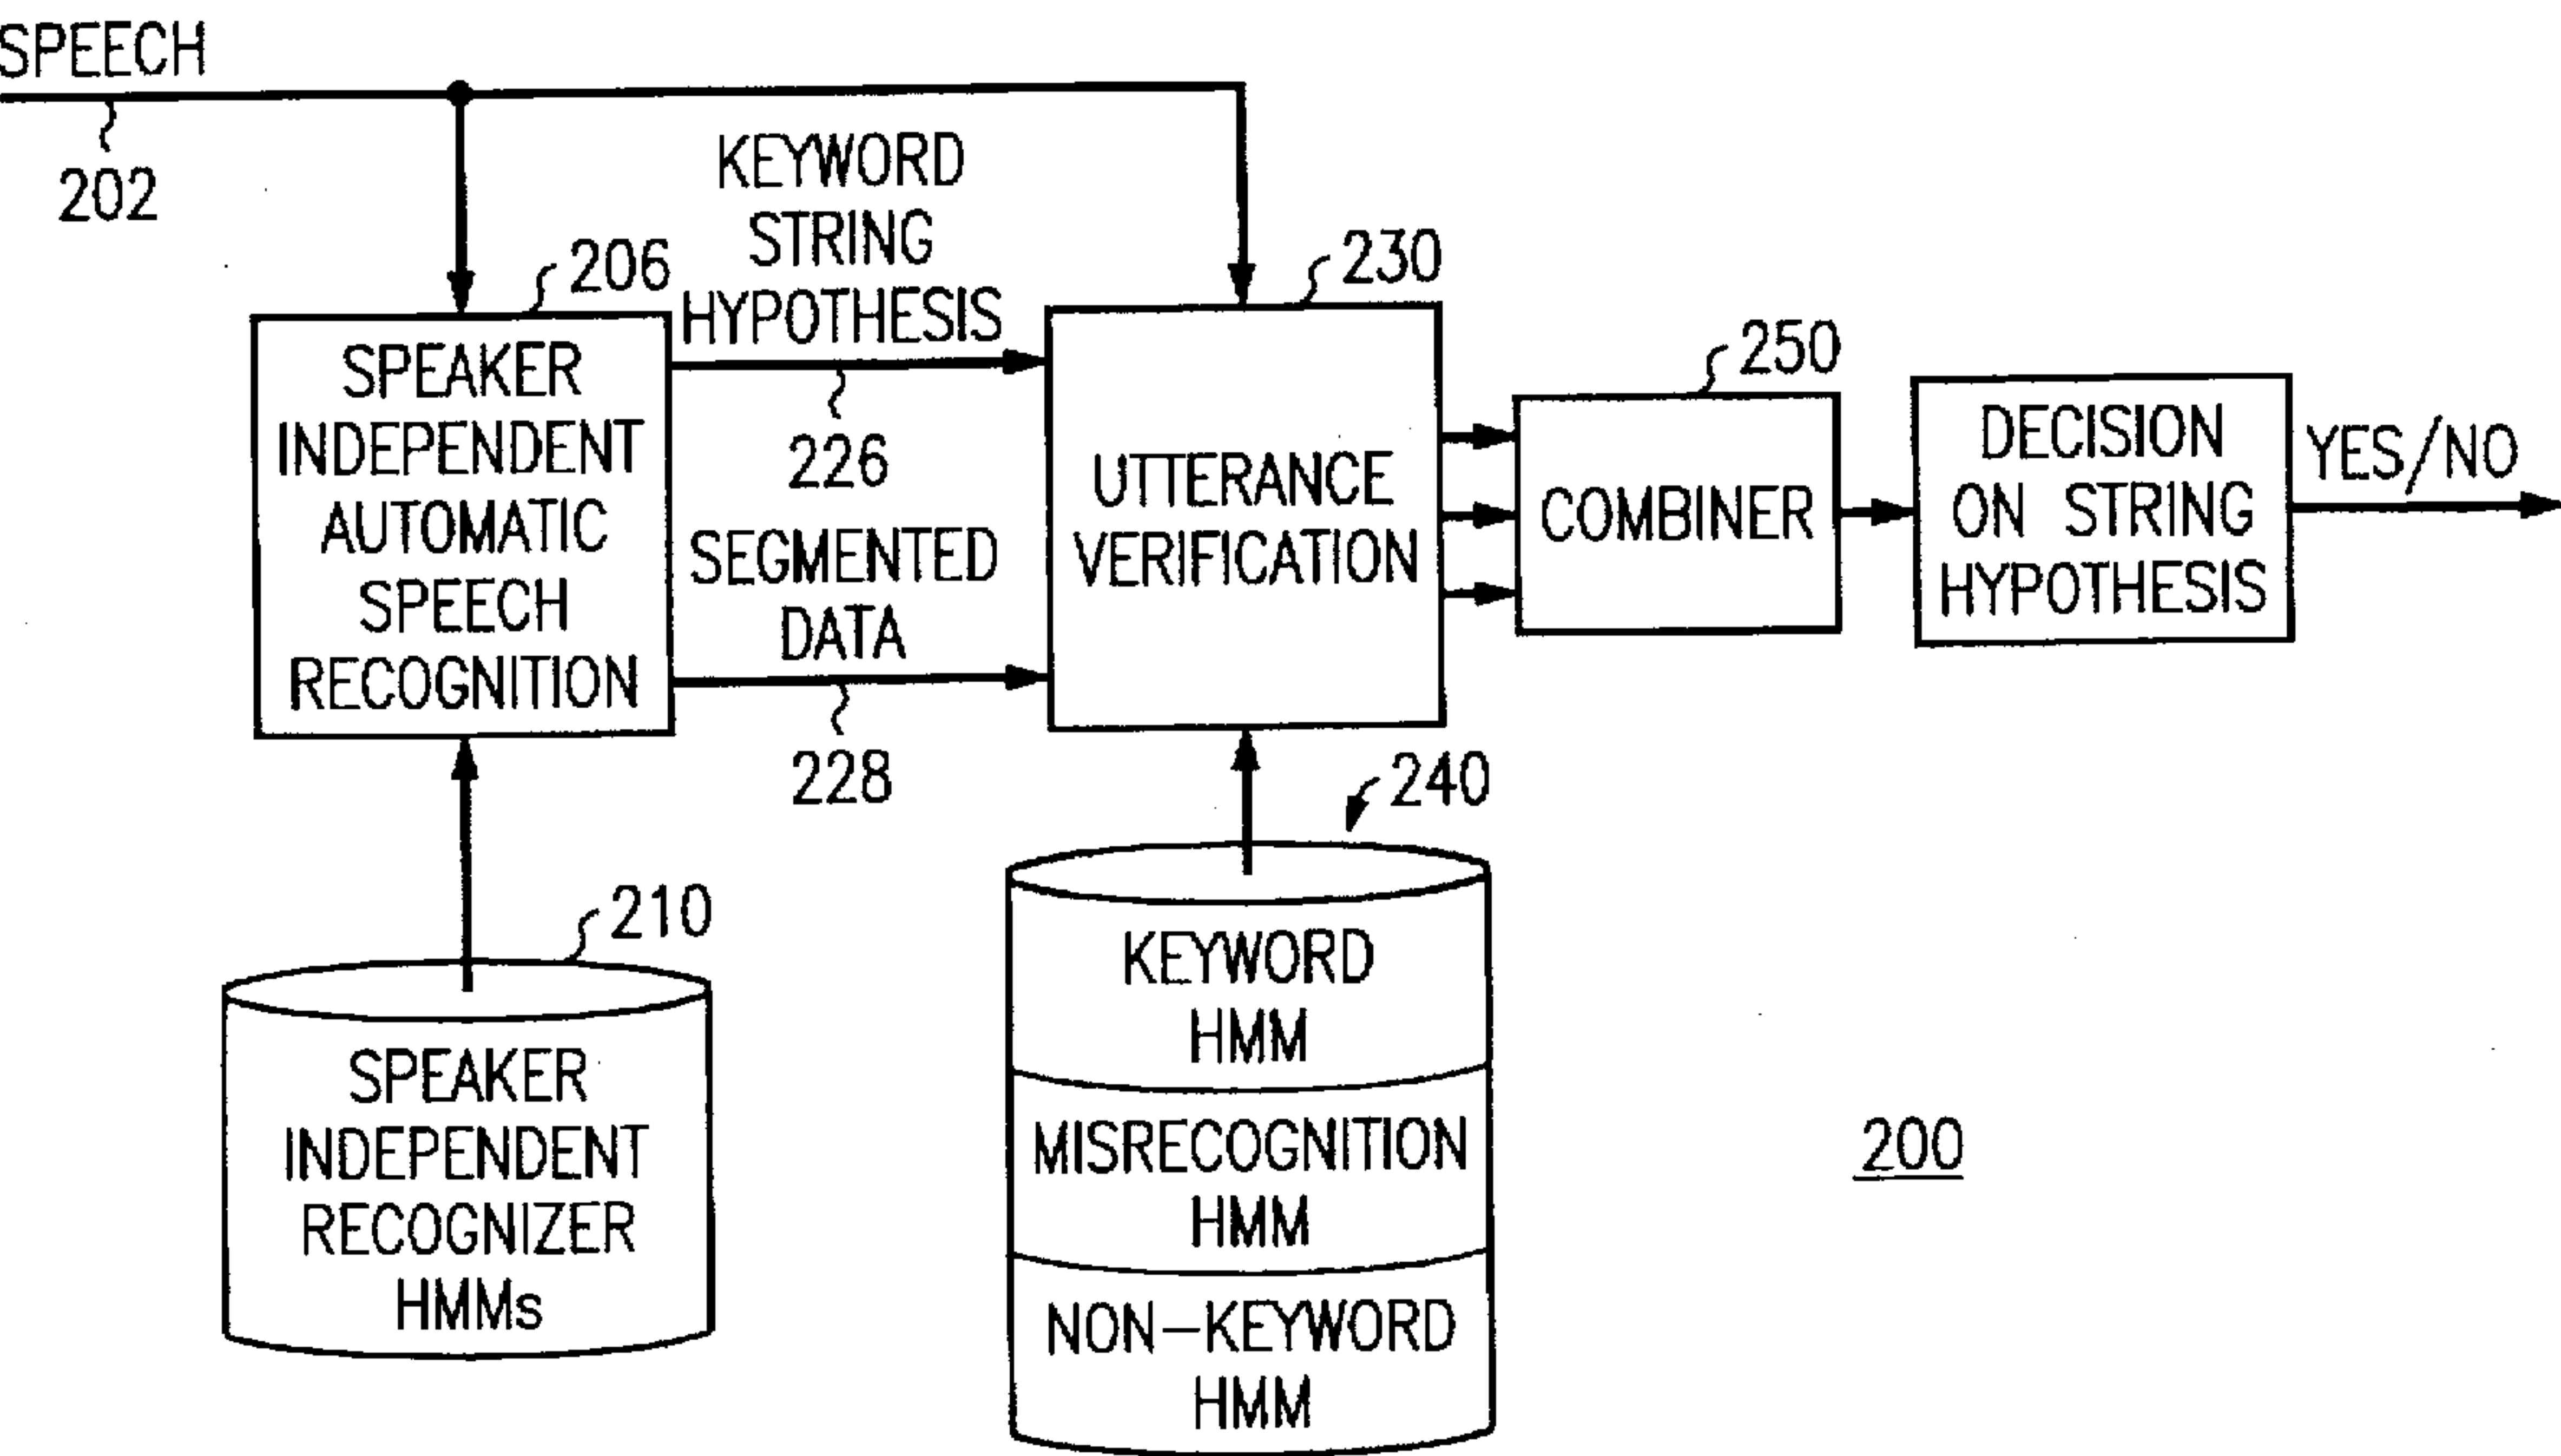 SPEECH
202
KEYWORD
STRING
HYPOTHESIS
206
230
250
SPEAKER
INDEPENDENT
AUTOMATIC
SPEECH
RECOGNITION
226
SEGMENTED
DATA
228
UTTERANCE
VERIFICATION
COMBINER
DECISION
ON STRING
HYPOTHESIS
YES/NO
210
SPEAKER
INDEPENDENT
RECOGNIZER
HMMs
240
KEYWORD
HMM
MISRECOGNITION
HMM
NON-KEYWORD
HMM
200